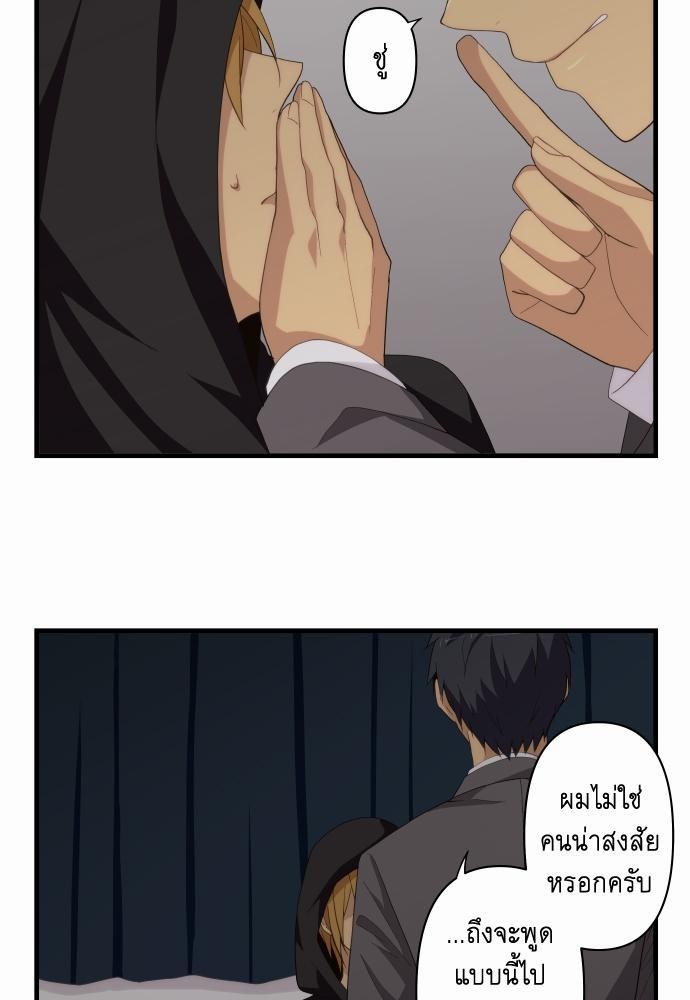 ชู่
ผมไม่ใช่
คนน่าสงสัย
หรอกครับ
...ถึงจะพูด
แบบนี้ไป